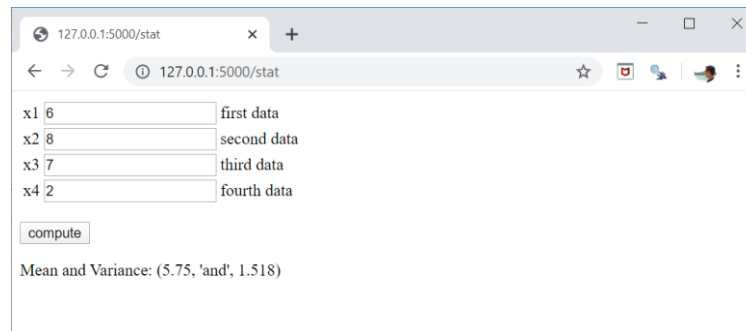 127.0.0.1:5000/stat
127.0.0.1:5000/stat
x1 6 first data
x2 8 second data
x3 7 third data
x4 2 fourth data
compute
Mean and Variance: (5.75, 'and', 1.518)